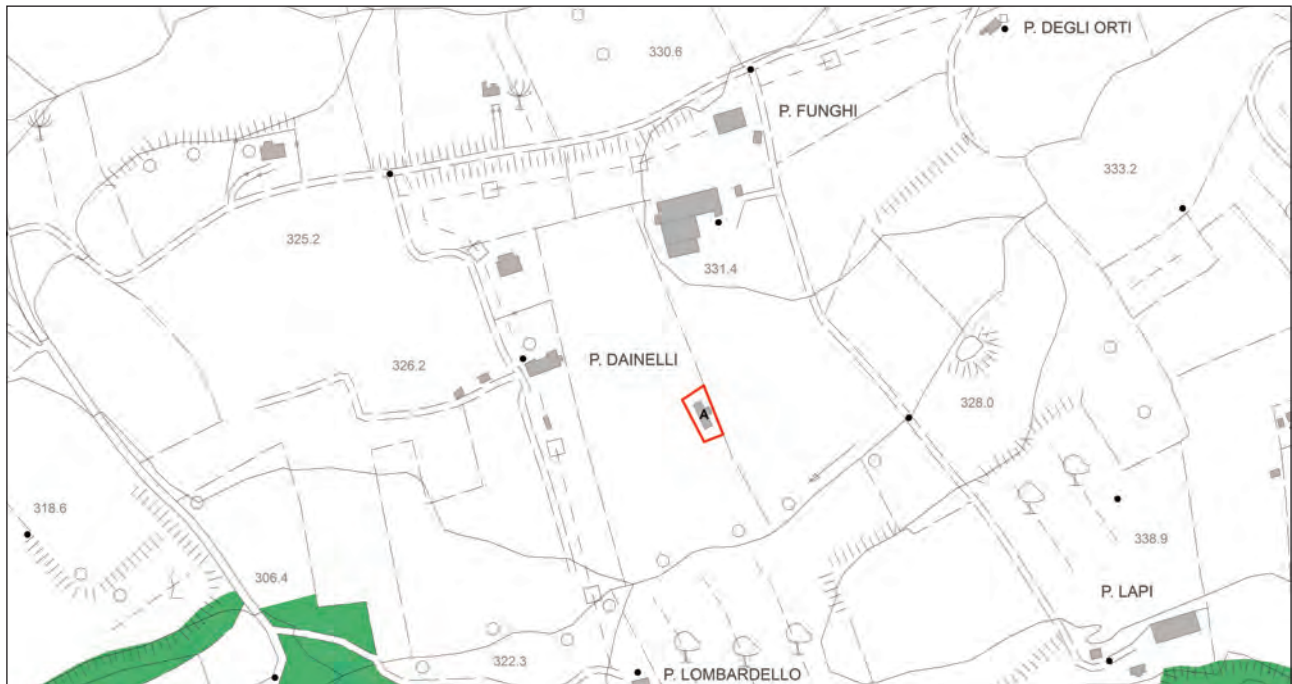 P. DEGLI ORTI
330.6
P. FUNGHI
333.2
325.2
331.4
P. DAINELLI
326.2
A
328.0
318.6
338.9
306.4
P. LAPI
322.3
P. LOMBARDELLO